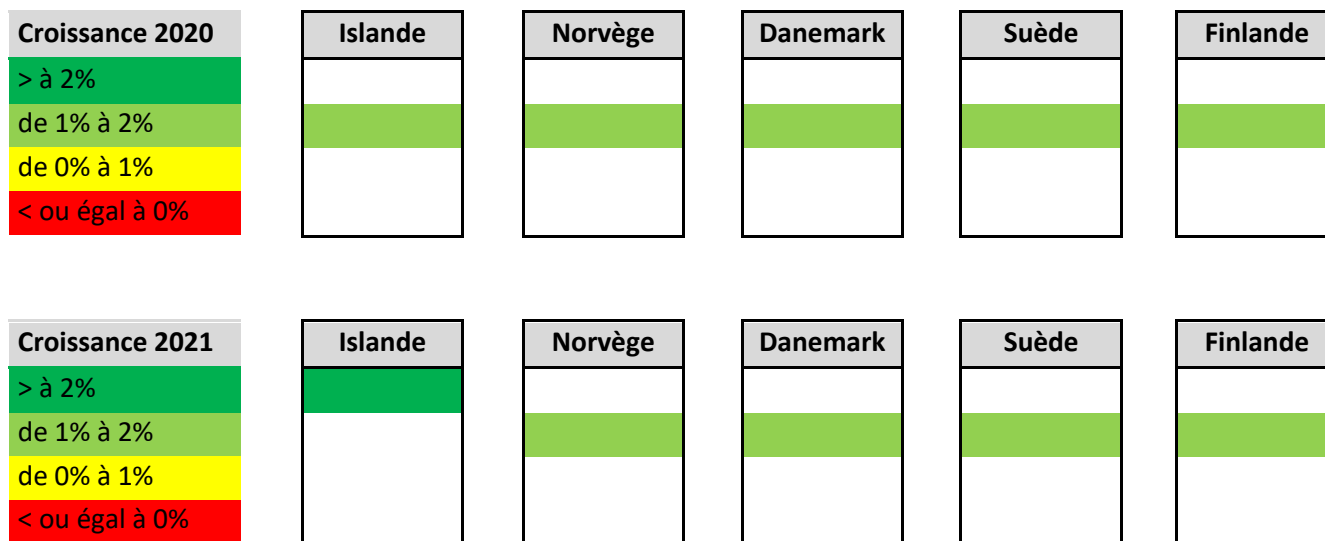 Croissance 2020 Islande Norvège Danemark Suède Finlande
> à 2%
de 1% à 2%
de 0% à 1%
< ou égal à 0%
Croissance 2021 Islande Norvège Danemark Suède Finlande
> à 2%
de 1% à 2%
de 0% à 1%
< ou égal à 0%